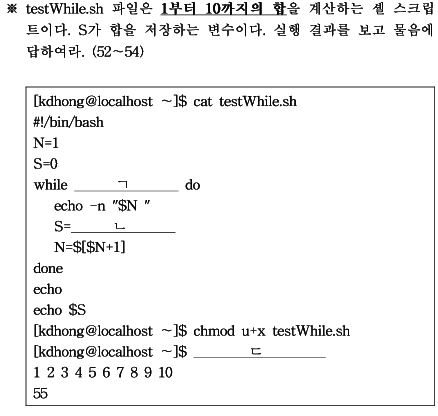 ※ testWhile.sh 파일은 1부터 10까지의 합을 계산하는 셸 스크립
트이다. S가 합을 저장하는 변수이다. 실행 결과를 보고 물음에
답하여라. (52~54)
[kdhong@localhost ~]$ cat testWhile.sh
#!/bin/bash
N=1
S=0
while ㄱ do
echo -n "$N "
S= ㄴ
N=$[$N+1]
done
echo
echo $S
[kdhong@localhost ~]$ chmod u+x testWhile.sh
[kdhong@localhost ~]$ ㄷ
1 2 3 4 5 6 7 8 9 10
55